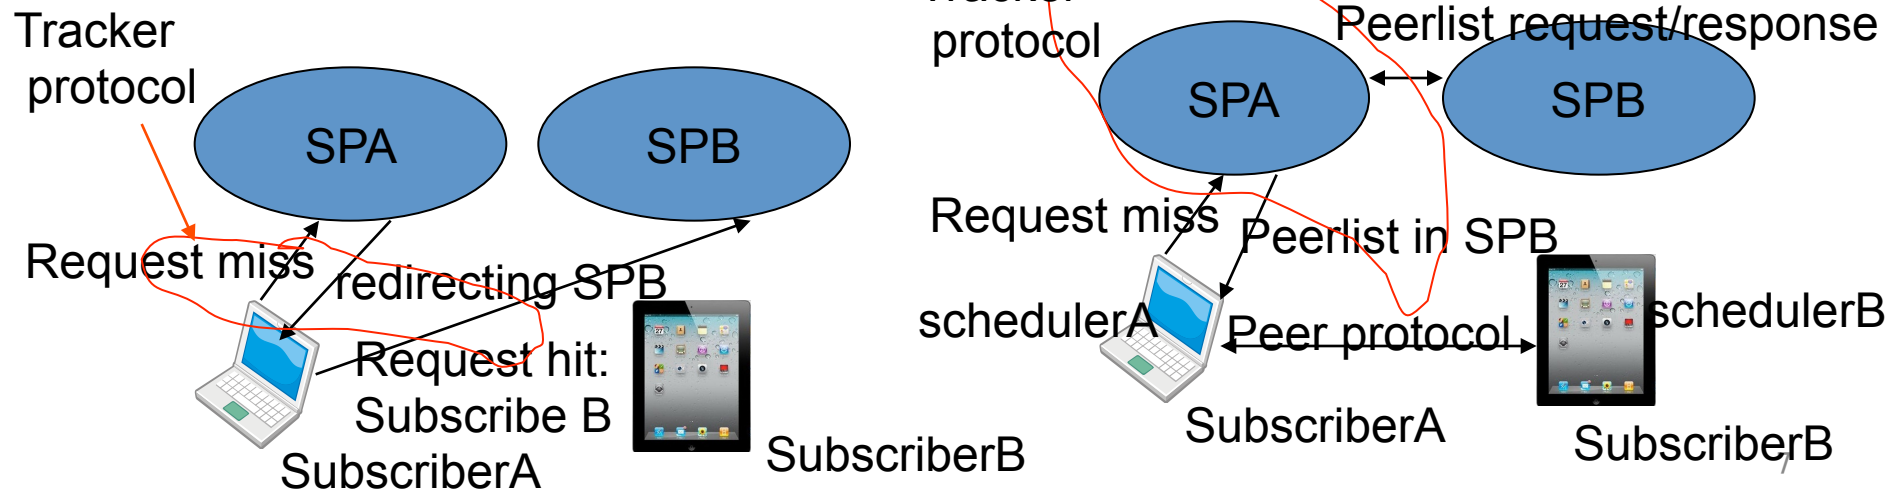 Tracker
protocol
SPA
SPB
Request miss
redirecting SPB
Request hit:
Subscribe B
SubscriberA
SubscriberB
protocol
Peerlist request/response
SPA
SPB
Request miss
Peerlist in SPB
schedulerA
Peer protocol
schedulerB
SubscriberA
SubscriberB
7